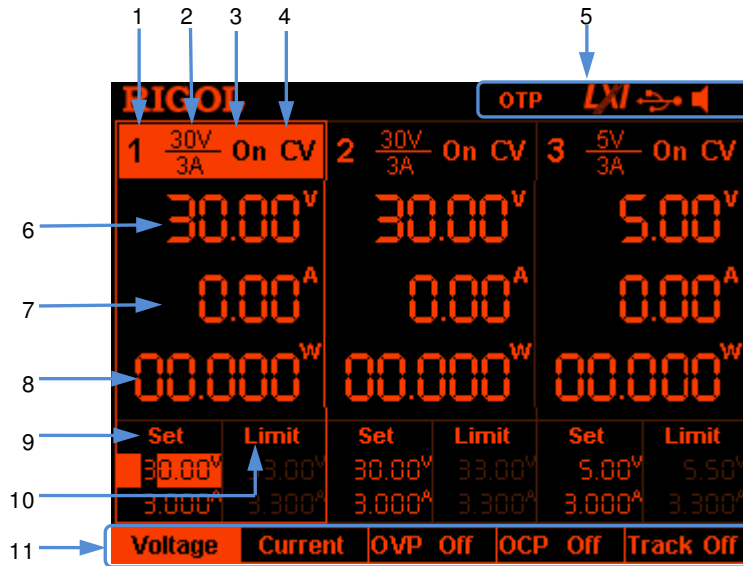 1 2 3 4 5
RIGOL OTP LXI
1 30V 3A On CV 2 30V 3A On CV 3 5V 3A On CV
6 30.00V 30.00V 5.00V
7 0.00A 0.00A 0.00A
8 00.000W 00.000W 00.000W
9 Set Limit Set Limit Set Limit
30.00V 33.00V 30.00V 33.00V 5.00V 5.50V
10 3.000A 3.300A 3.000A 3.300A 3.000A 3.300A
11 Voltage Current OVP Off OCP Off Track Off